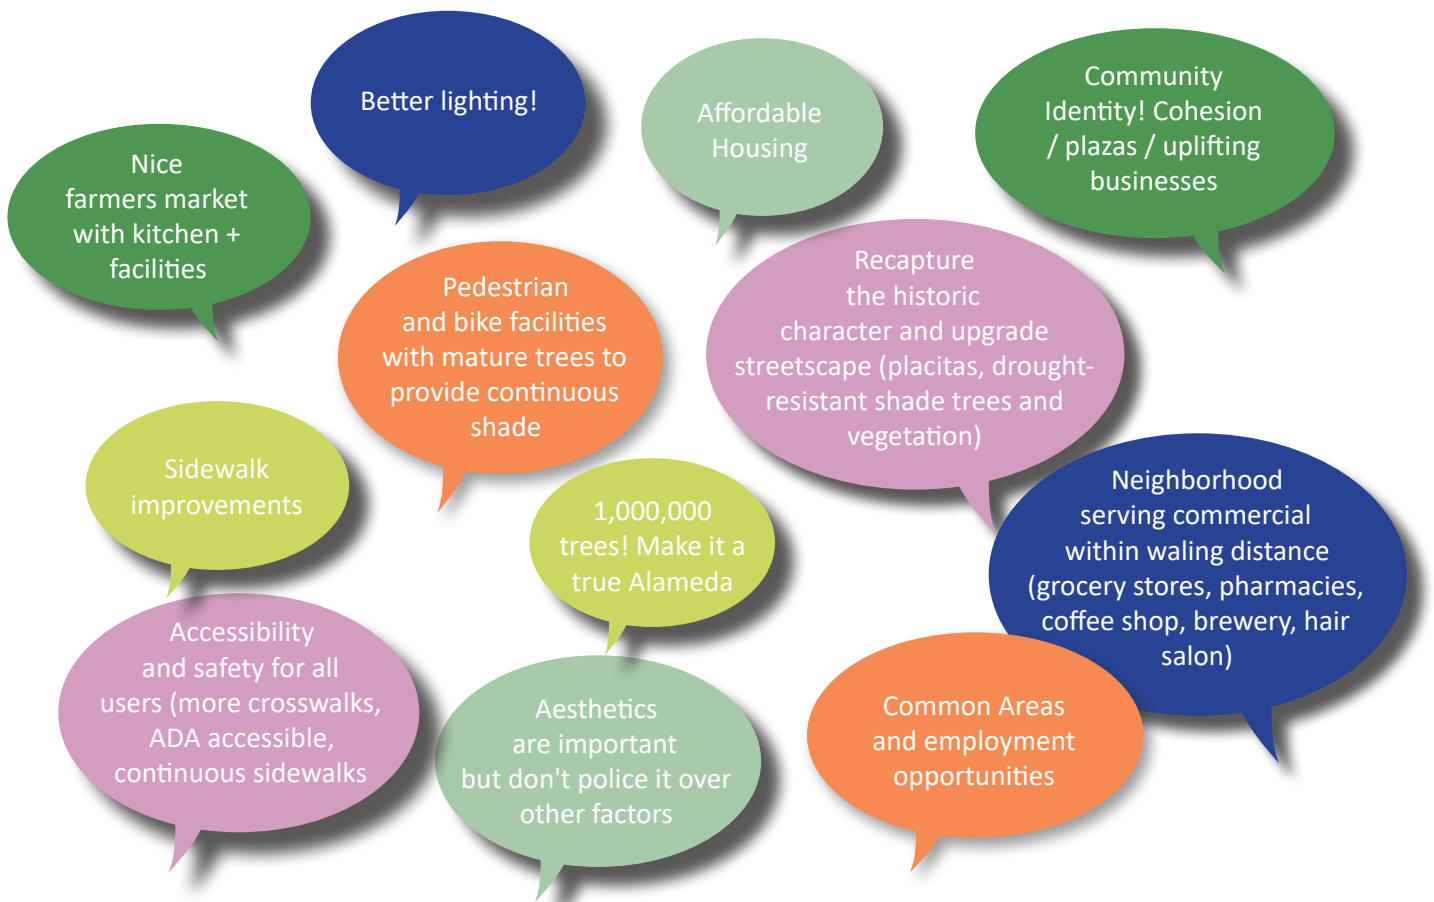 Better lighting!
Affordable
Housing
Community
Identity! Cohesion
/ plazas / uplifting
businesses
Nice
farmers market
with kitchen +
facilities
Pedestrian
and bike facilities
with mature trees to
provide continuous
shade
Recapture
the historic
character and upgrade
streetscape (placitas, drought-
resistant shade trees and
vegetation)
Sidewalk
improvements
1,000,000
trees! Make it a
true Alameda
Neighborhood
serving commercial
within waling distance
(grocery stores, pharmacies,
coffee shop, brewery, hair
salon)
Accessibility
and safety for all
users (more crosswalks,
ADA accessible,
continuous sidewalks
Aesthetics
are important
but don't police it over
other factors
Common Areas
and employment
opportunities